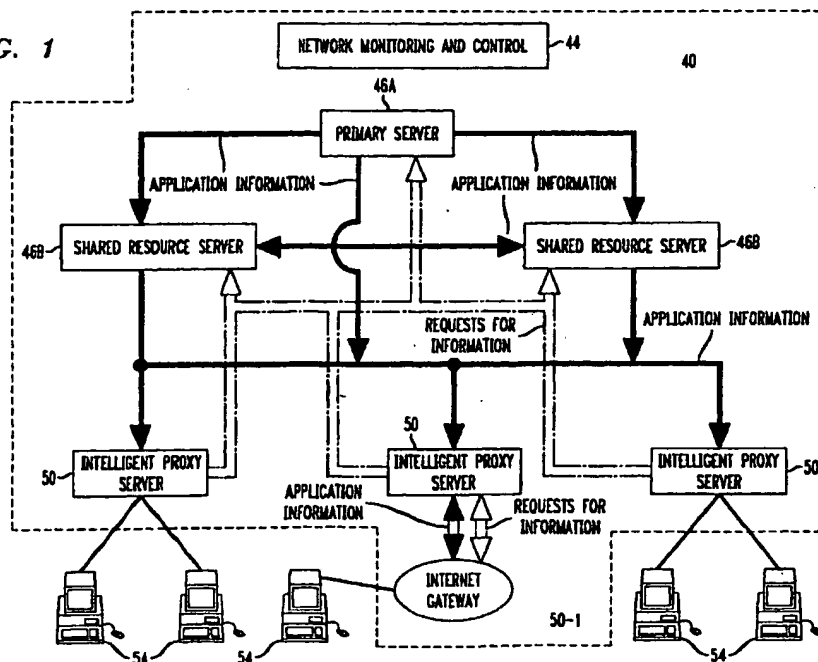 G. 1
NETWORK MONITORING AND CONTROL
44
40
46A
PRIMARY SERVER
APPLICATION INFORMATION
APPLICATION INFORMATION
46B
SHARED RESOURCE SERVER
SHARED RESOURCE SERVER
46B
REQUESTS FOR
INFORMATION
APPLICATION INFORMATION
50
INTELLIGENT PROXY
SERVER
50
INTELLIGENT PROXY
SERVER
INTELLIGENT PROXY
SERVER
50
APPLICATION
INFORMATION
REQUESTS FOR
INFORMATION
INTERNET
GATEWAY
50-1
54
54
54